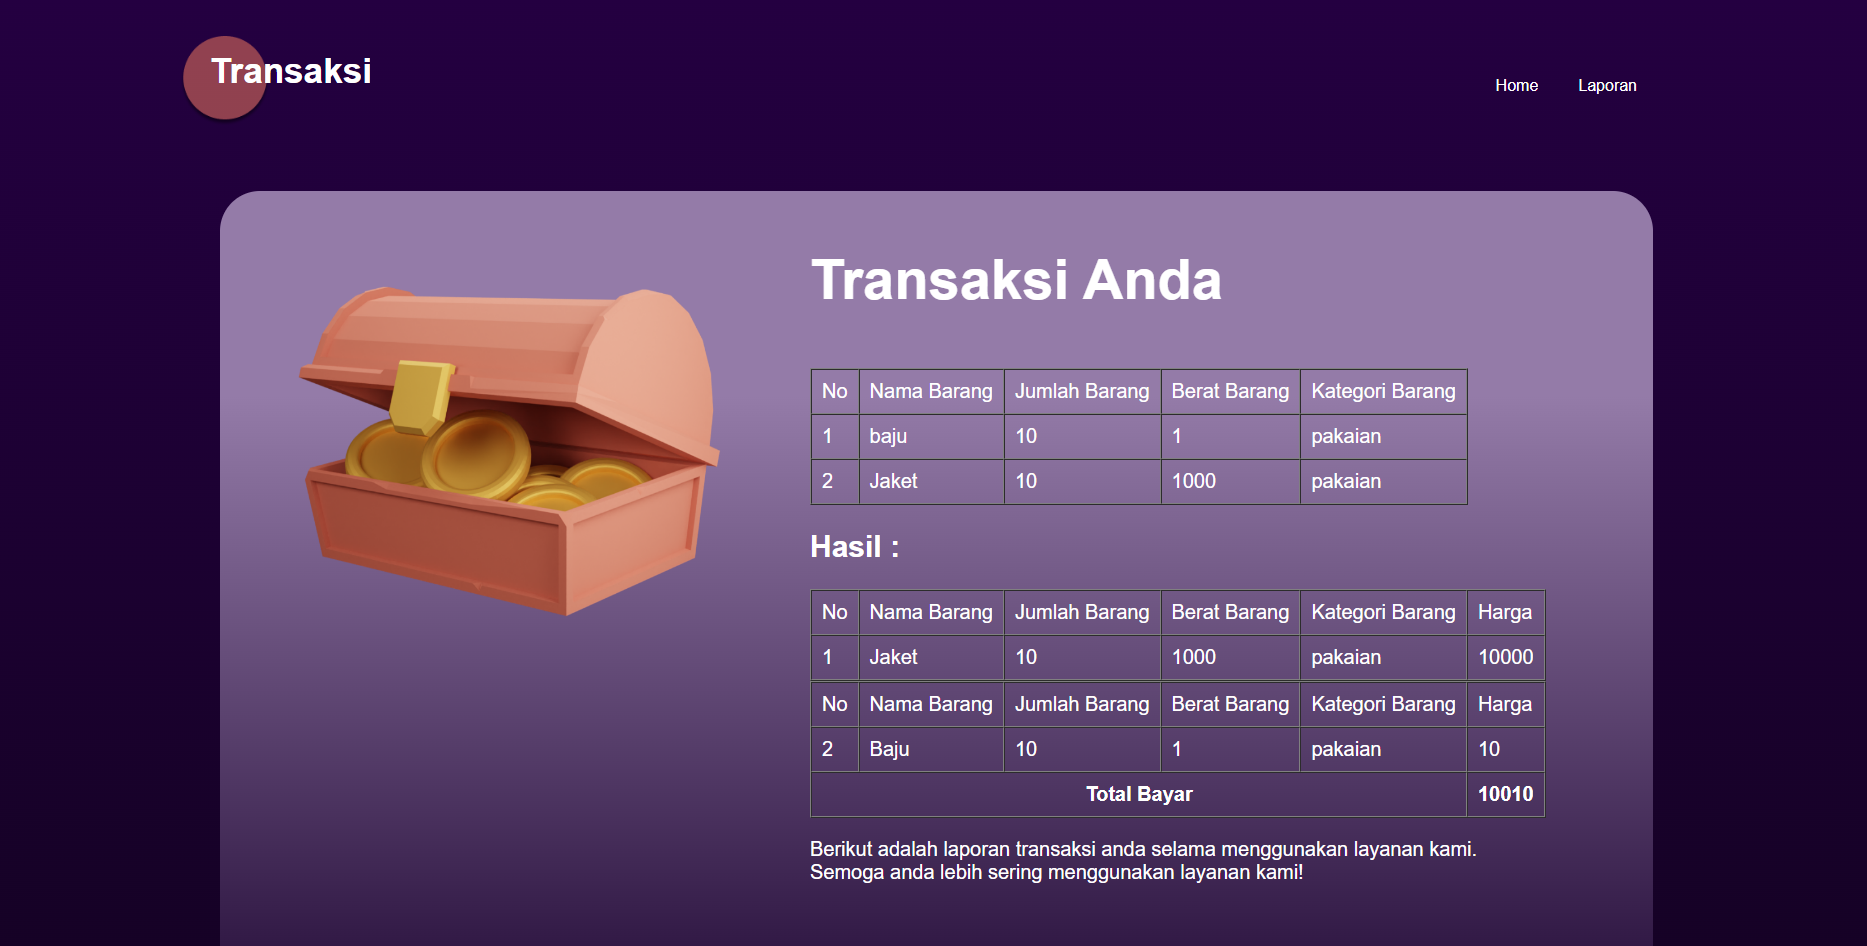 Transaksi
Home Laporan
Transaksi Anda
No Nama Barang Jumlah Barang Berat Barang Kategori Barang
1 baju 10 1 pakaian
2 Jaket 10 1000 pakaian
Hasil :
No Nama Barang Jumlah Barang Berat Barang Kategori Barang Harga
1 Jaket 10 1000 pakaian 10000
No Nama Barang Jumlah Barang Berat Barang Kategori Barang Harga
2 Baju 10 1 pakaian 10
Total Bayar 10010
Berikut adalah laporan transaksi anda selama menggunakan layanan kami.
Semoga anda lebih sering menggunakan layanan kami!